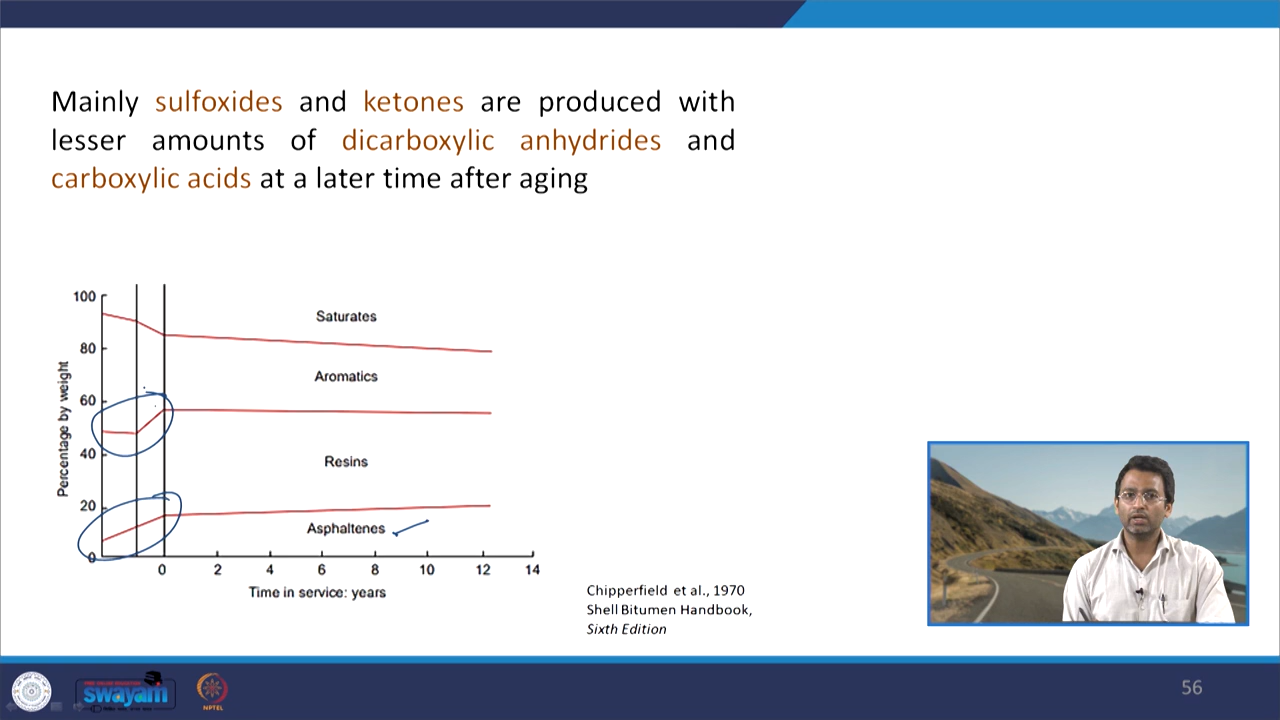 Mainly sulfoxides and ketones are produced with
lesser amounts of dicarboxylic anhydrides and
carboxylic acids at a later time after aging
100
80
60
40
20
0
Percentage by weight
Saturates
Aromatics
Resins
Asphaltenes
0 2 4 6 8 10 12 14
Time in service: years
Chipperfield et al., 1970
Shell Bitumen Handbook,
Sixth Edition
swayam
NPTEL
56